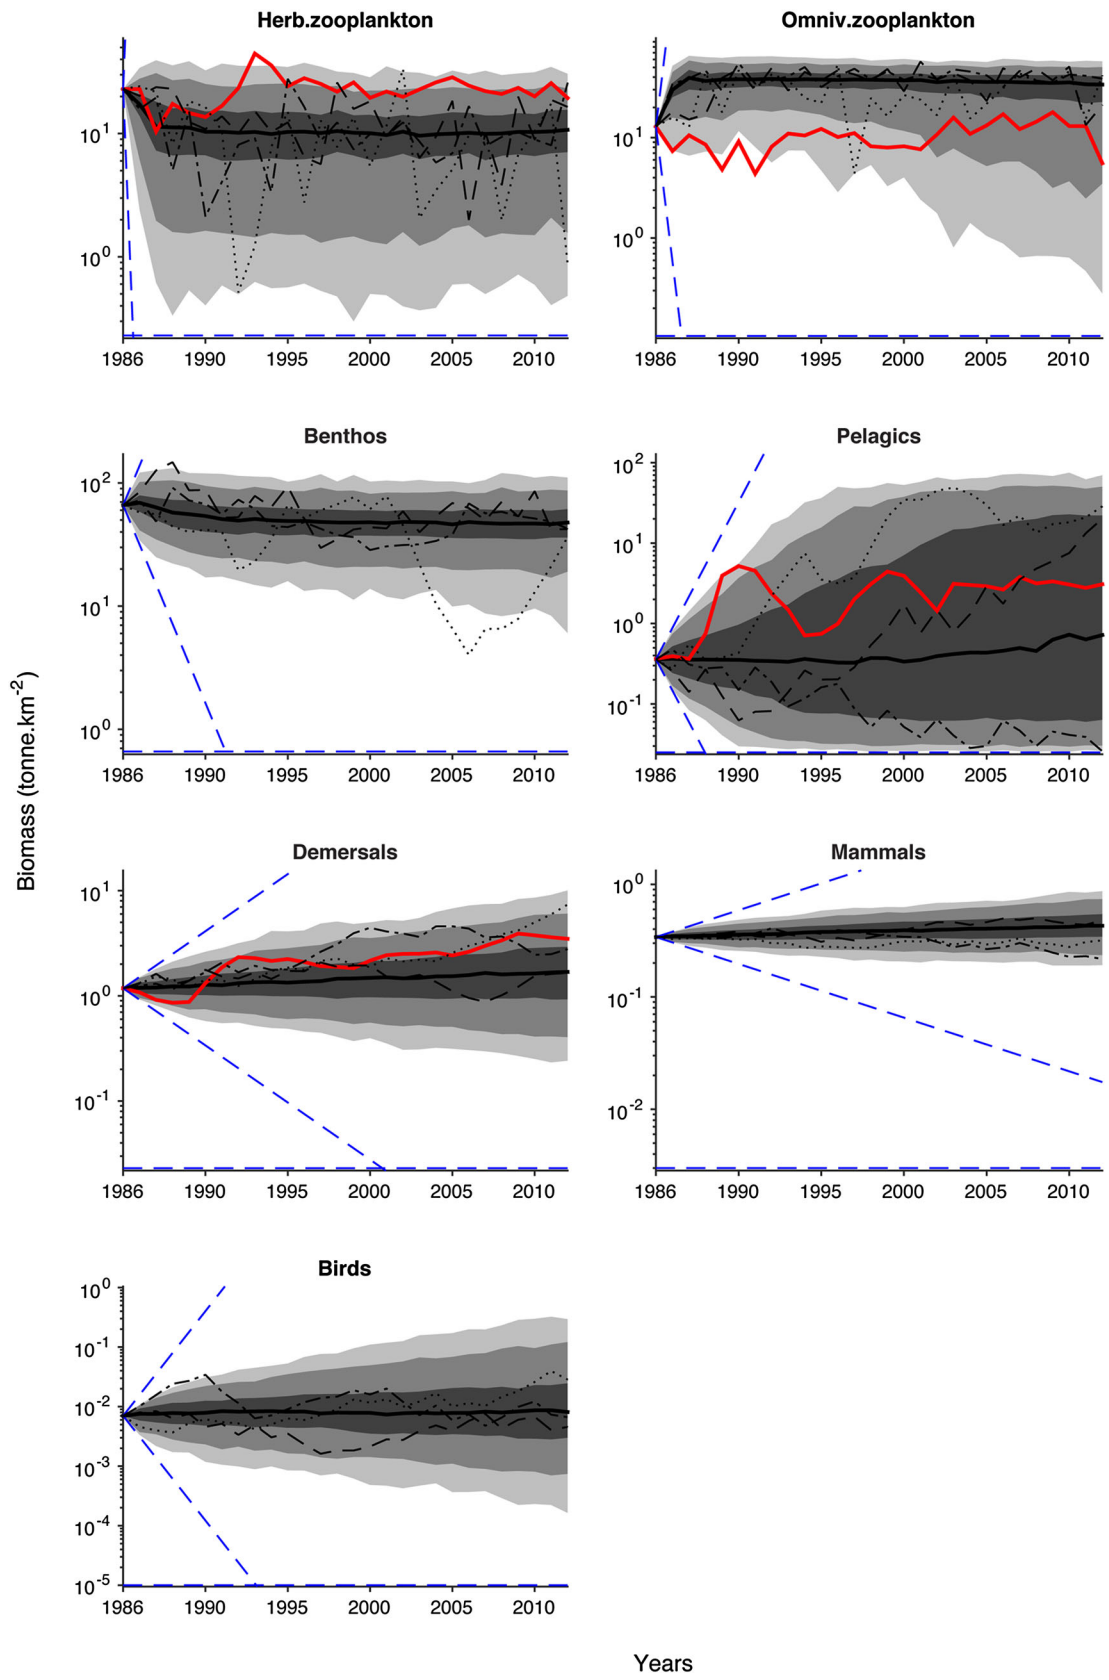 Herb.zooplankton
Omniv.zooplankton
10^1
10^0
1986 1990 1995 2000 2005 2010
10^1
10^0
1986 1990 1995 2000 2005 2010
Benthos
Pelagics
10^2
10^1
10^0
1986 1990 1995 2000 2005 2010
10^2
10^1
10^0
10^-1
1986 1990 1995 2000 2005 2010
Biomass (tonne.km^-2)
Demersals
Mammals
10^1
10^0
10^-1
1986 1990 1995 2000 2005 2010
10^0
10^-1
10^-2
1986 1990 1995 2000 2005 2010
Birds
10^0
10^-1
10^-2
10^-3
10^-4
10^-5
1986 1990 1995 2000 2005 2010
Years